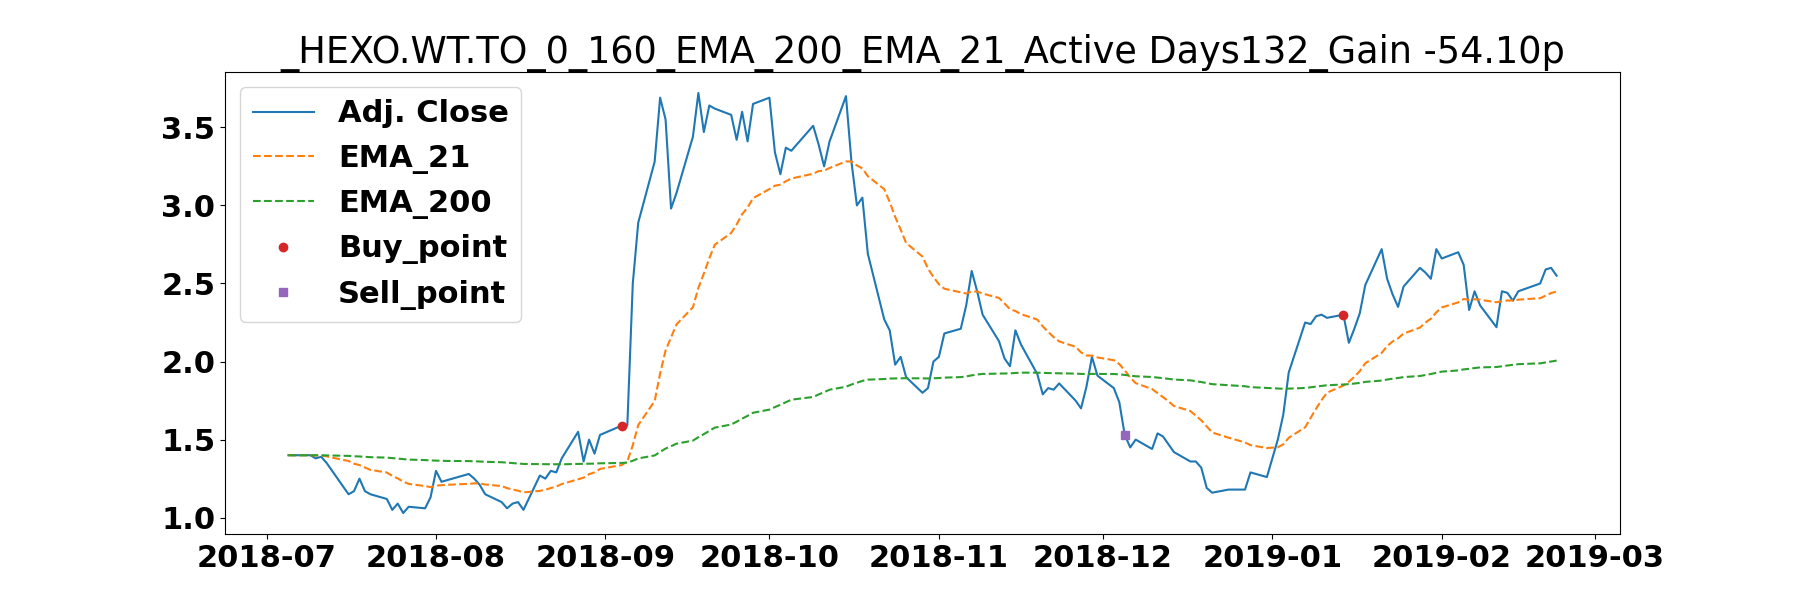 _HEXO.WT.TO_0_160_EMA_200_EMA_21_Active Days132_Gain -54.10p
Adj. Close
EMA_21
EMA_200
Buy_point
Sell_point
3.5
3.0
2.5
2.0
1.5
1.0
2018-07 2018-08 2018-09 2018-10 2018-11 2018-12 2019-01 2019-02 2019-03